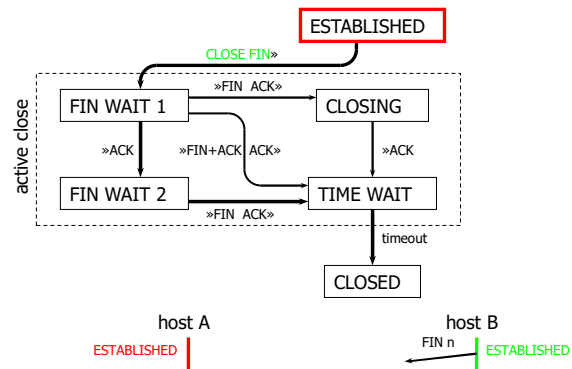 ESTABLISHED
CLOSE FIN»
active close
»FIN ACK»
FIN WAIT 1
CLOSING
»ACK
»FIN+ACK ACK»
»ACK
FIN WAIT 2
TIME WAIT
»FIN ACK»
timeout
CLOSED
host A
host B
FIN n
ESTABLISHED
ESTABLISHED